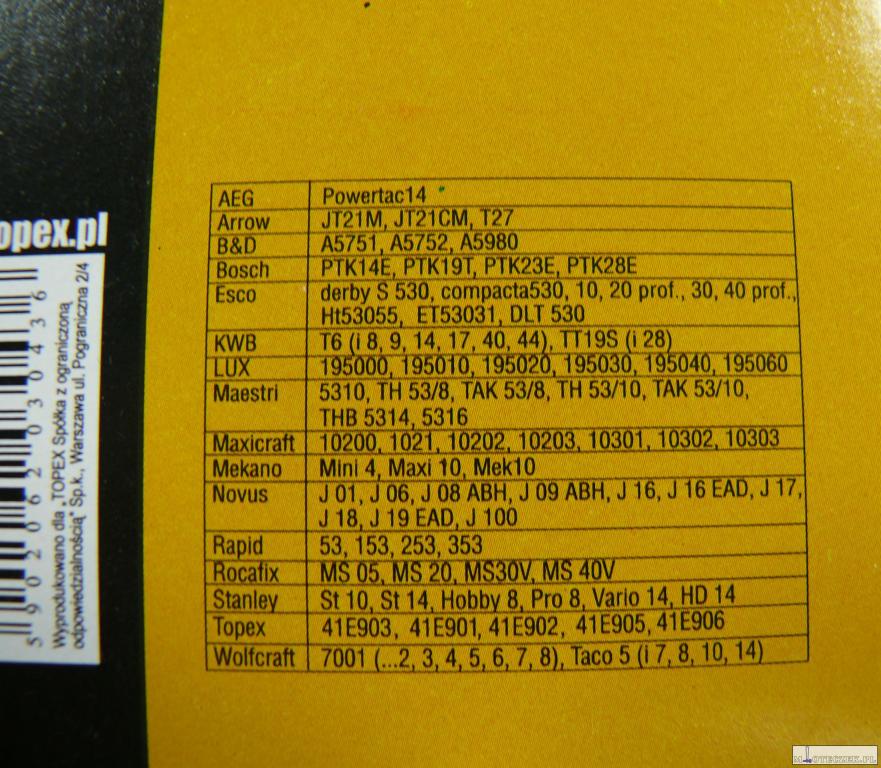 AEG Powertac14
Arrow JT21M, JT21CM, T27
B&D A5751, A5752, A5980
Bosch PTK14E, PTK19T, PTK23E, PTK28E
Esco derby S 530, compacta530, 10, 20 prof., 30, 40 prof.,
Ht53055, ET53031, DLT 530
KWB T6 (i 8, 9, 14, 17, 40, 44), TT19S (i 28)
LUX 195000, 195010, 195020, 195030, 195040, 195060
Maestri 5310, TH 53/8, TAK 53/8, TH 53/10, TAK 53/10,
THB 5314, 5316
Maxicraft 10200, 1021, 10202, 10203, 10301, 10302, 10303
Mekano Mini 4, Maxi 10, Mek10
Novus J 01, J 06, J 08 ABH, J 09 ABH, J 16, J 16 EAD, J 17,
J 18, J 19 EAD, J 100
Rapid 53, 153, 253, 353
Rocafix MS 05, MS 20, MS30V, MS 40V
Stanley St 10, St 14, Hobby 8, Pro 8, Vario 14, HD 14
Topex 41E903, 41E901, 41E902, 41E905, 41E906
Wolfcraft 7001 (...2, 3, 4, 5, 6, 7, 8), Taco 5 (i 7, 8, 10, 14)
opex.pl
5 902062 030436
Wyprodukowano dla „TOPEX Spółka z ograniczoną
odpowiedzialnością" Sp.k., Warszawa ul. Pograniczna 2/4
MŁOTECZEK.PL